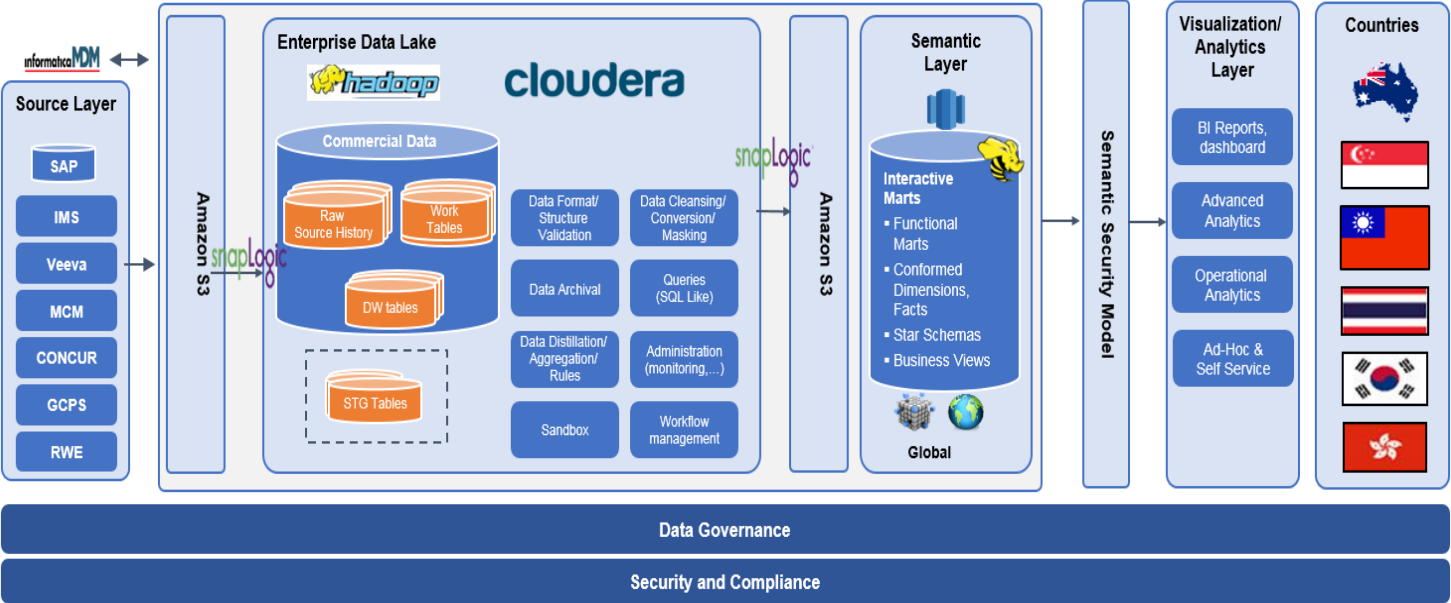 informatica MDM
Source Layer
SAP
IMS
Veeva
MCM
CONCUR
GCPS
RWE
Amazon S3
snapLogic
Enterprise Data Lake
hadoop
cloudera
Commercial Data
Raw
Source History
Work
Tables
DW tables
STG Tables
Data Format/
Structure
Validation
Data Cleansing/
Conversion/
Masking
Data Archival
Queries
(SQL Like)
Data Distillation/
Aggregation/
Rules
Administration
(monitoring,...)
Sandbox
Workflow
management
snapLogic
Amazon S3
Semantic
Layer
Interactive
Marts
▪ Functional
Marts
▪ Conformed
Dimensions,
Facts
▪ Star Schemas
▪ Business Views
Global
Semantic Security Model
Visualization/
Analytics
Layer
BI Reports,
dashboard
Advanced
Analytics
Operational
Analytics
Ad-Hoc &
Self Service
Countries
Data Governance
Security and Compliance